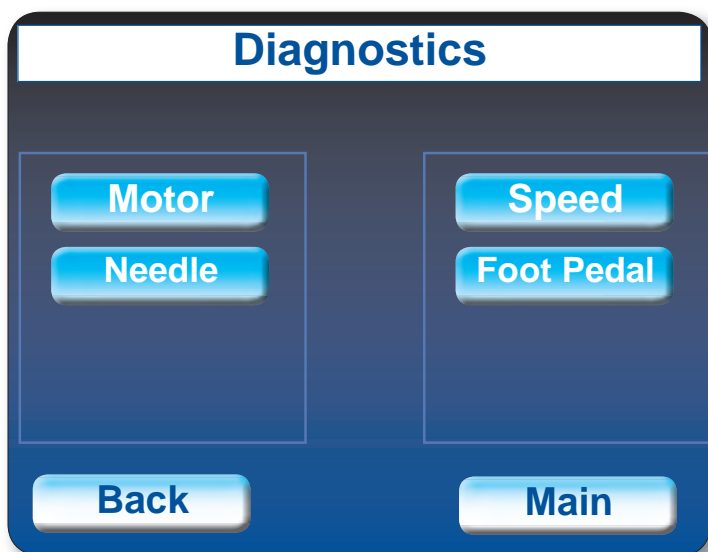 Diagnostics
Motor
Speed
Needle
Foot Pedal
Back
Main